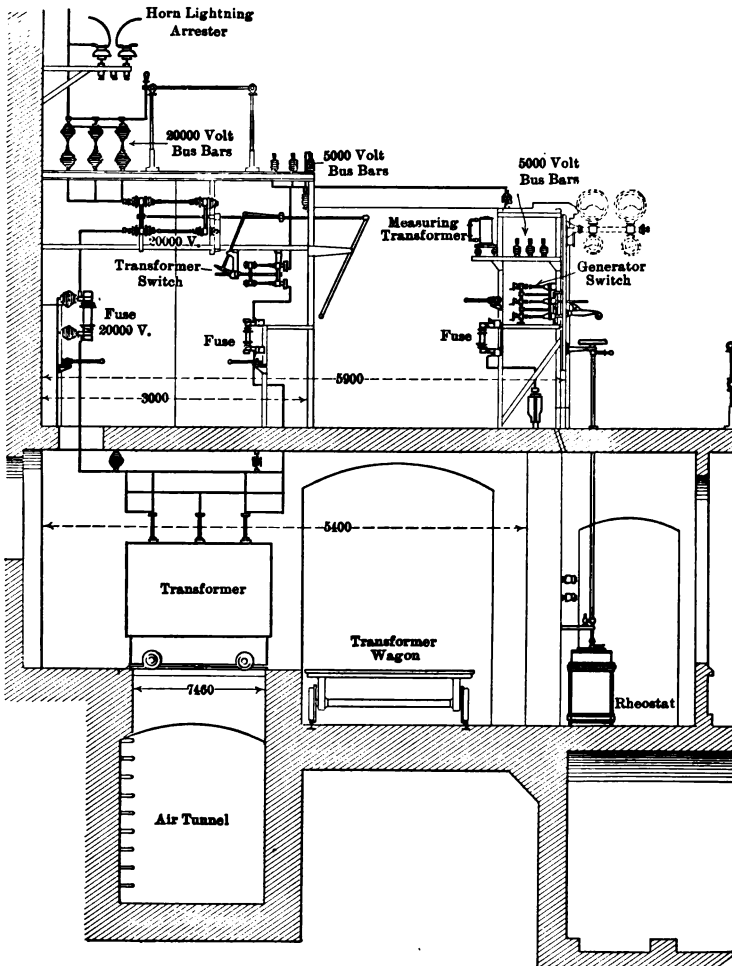 Horn Lightning
Arrester
20000 Volt
Bus Bars
5000 Volt
Bus Bars
5000 Volt
Bus Bars
Measuring
Transformer
20000 V.
Transformer
Switch
Generator
Switch
Fuse
20000 V.
Fuse
Fuse
5900
3000
5400
Transformer
Transformer
Wagon
7460
Rheostat
Air Tunnel